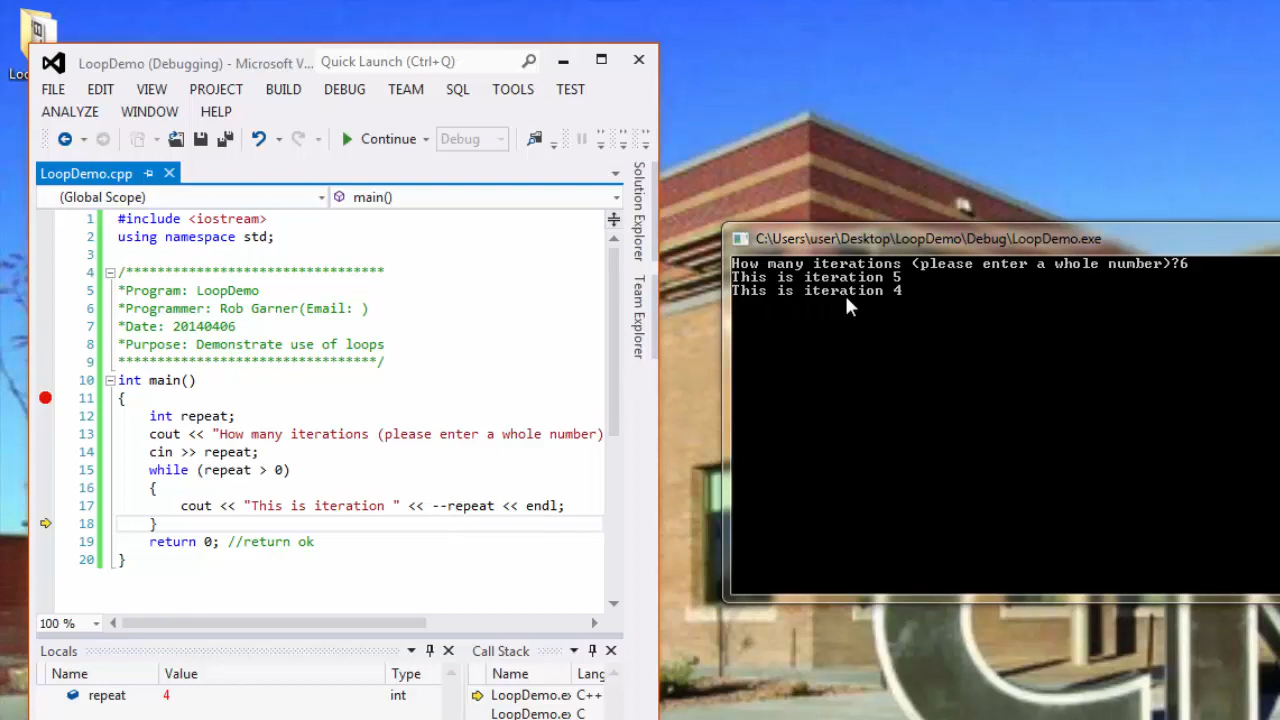 Loo
LoopDemo (Debugging) - Microsoft V... Quick Launch (Ctrl+Q)
FILE EDIT VIEW PROJECT BUILD DEBUG TEAM SQL TOOLS TEST
ANALYZE WINDOW HELP
Continue Debug
LoopDemo.cpp
(Global Scope) main()
1 #include <iostream>
2 using namespace std;
3
4 /*********************************
5 *Program: LoopDemo
6 *Programmer: Rob Garner(Email: )
7 *Date: 20140406
8 *Purpose: Demonstrate use of loops
9 *********************************/
10 int main()
11 {
12 int repeat;
13 cout << "How many iterations (please enter a whole number)
14 cin >> repeat;
15 while (repeat > 0)
16 {
17 cout << "This is iteration " << --repeat << endl;
18 }
19 return 0; //return ok
20 }
100 %
Solution Explorer
Team Explorer
Locals
Name Value Type
repeat 4 int
Call Stack
Name Lang
LoopDemo.ex C++
LoopDemo.ex C
C:\Users\user\Desktop\LoopDemo\Debug\LoopDemo.exe
How many iterations (please enter a whole number)?6
This is iteration 5
This is iteration 4